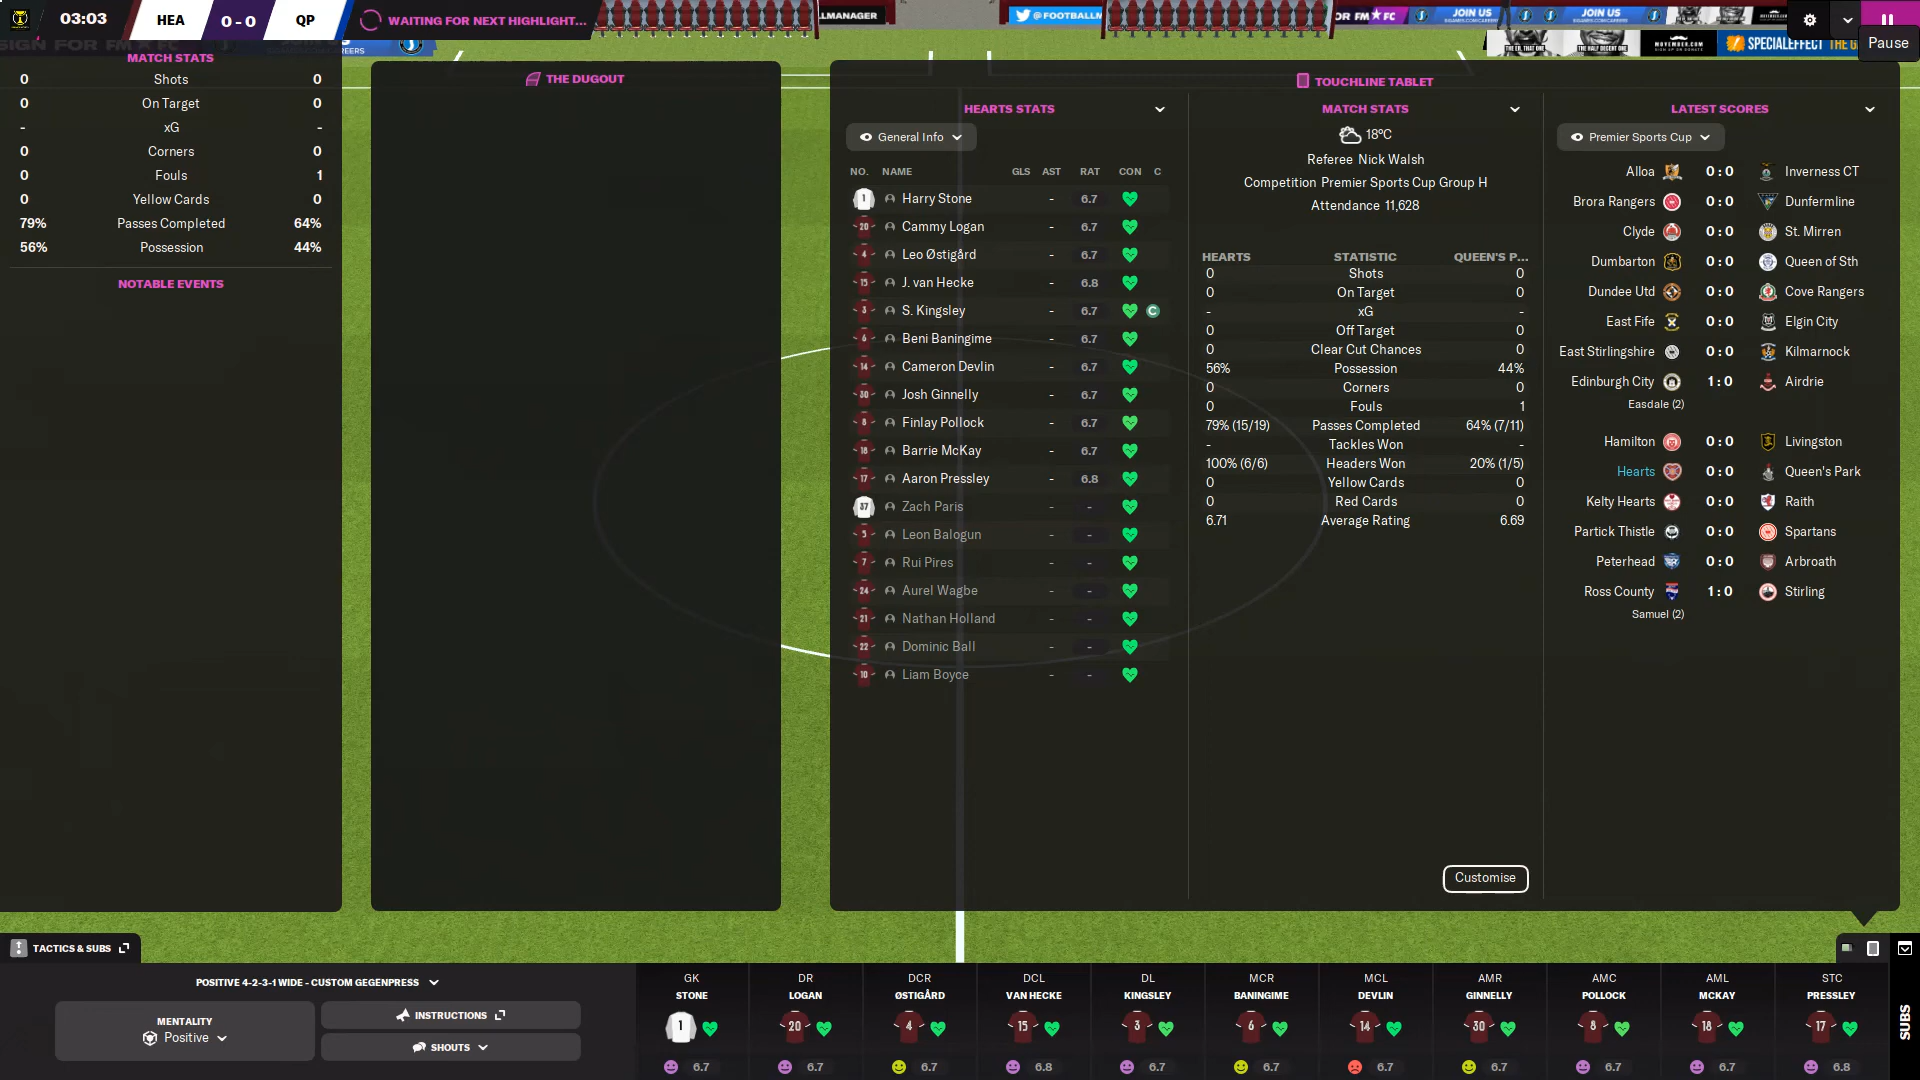 03:03 HEA 0 - 0 QP WAITING FOR NEXT HIGHLIGHT...
LMANAGER
@FOOTBALLM
OR FM FC
JOIN US
JOIN US
SIGN FOR FM FC
MOVEMBER.COM
SPECIALEFFECT
Pause
MATCH STATS
0 Shots 0
0 On Target 0
- xG -
0 Corners 0
0 Fouls 1
0 Yellow Cards 0
79% Passes Completed 64%
56% Possession 44%
NOTABLE EVENTS
THE DUGOUT
TOUCHLINE TABLET
HEARTS STATS
General Info
NO. NAME GLS AST RAT CON C
1 Harry Stone - 6.7
20 Cammy Logan - 6.7
4 Leo Østigård - 6.7
15 J. van Hecke - 6.8
3 S. Kingsley - 6.7 C
6 Beni Baningime - 6.7
14 Cameron Devlin - 6.7
30 Josh Ginnelly - 6.7
8 Finlay Pollock - 6.7
18 Barrie McKay - 6.7
17 Aaron Pressley - 6.8
37 Zach Paris - -
5 Leon Balogun - -
7 Rui Pires - -
24 Aurel Wagbe - -
21 Nathan Holland - -
22 Dominic Ball - -
10 Liam Boyce - -
MATCH STATS
18°C
Referee Nick Walsh
Competition Premier Sports Cup Group H
Attendance 11,628
HEARTS STATISTIC QUEEN'S P...
0 Shots 0
0 On Target 0
- xG -
0 Off Target 0
0 Clear Cut Chances 0
56% Possession 44%
0 Corners 0
0 Fouls 1
79% (15/19) Passes Completed 64% (7/11)
- Tackles Won -
100% (6/6) Headers Won 20% (1/5)
0 Yellow Cards 0
0 Red Cards 0
6.71 Average Rating 6.69
Customise
LATEST SCORES
Premier Sports Cup
Alloa 0 : 0 Inverness CT
Brora Rangers 0 : 0 Dunfermline
Clyde 0 : 0 St. Mirren
Dumbarton 0 : 0 Queen of Sth
Dundee Utd 0 : 0 Cove Rangers
East Fife 0 : 0 Elgin City
East Stirlingshire 0 : 0 Kilmarnock
Edinburgh City 1 : 0 Airdrie
Easdale (2)
Hamilton 0 : 0 Livingston
Hearts 0 : 0 Queen's Park
Kelty Hearts 0 : 0 Raith
Partick Thistle 0 : 0 Spartans
Peterhead 0 : 0 Arbroath
Ross County 1 : 0 Stirling
Samuel (2)
TACTICS & SUBS
POSITIVE 4-2-3-1 WIDE - CUSTOM GEGENPRESS
MENTALITY
Positive
INSTRUCTIONS
SHOUTS
GK DR DCR DCL DL MCR MCL AMR AMC AML STC
STONE LOGAN ØSTIGÅRD VAN HECKE KINGSLEY BANINGIME DEVLIN GINNELLY POLLOCK MCKAY PRESSLEY
1 20 4 15 3 6 14 30 8 18 17
6.7 6.7 6.7 6.8 6.7 6.7 6.7 6.7 6.7 6.7 6.8
SUBS